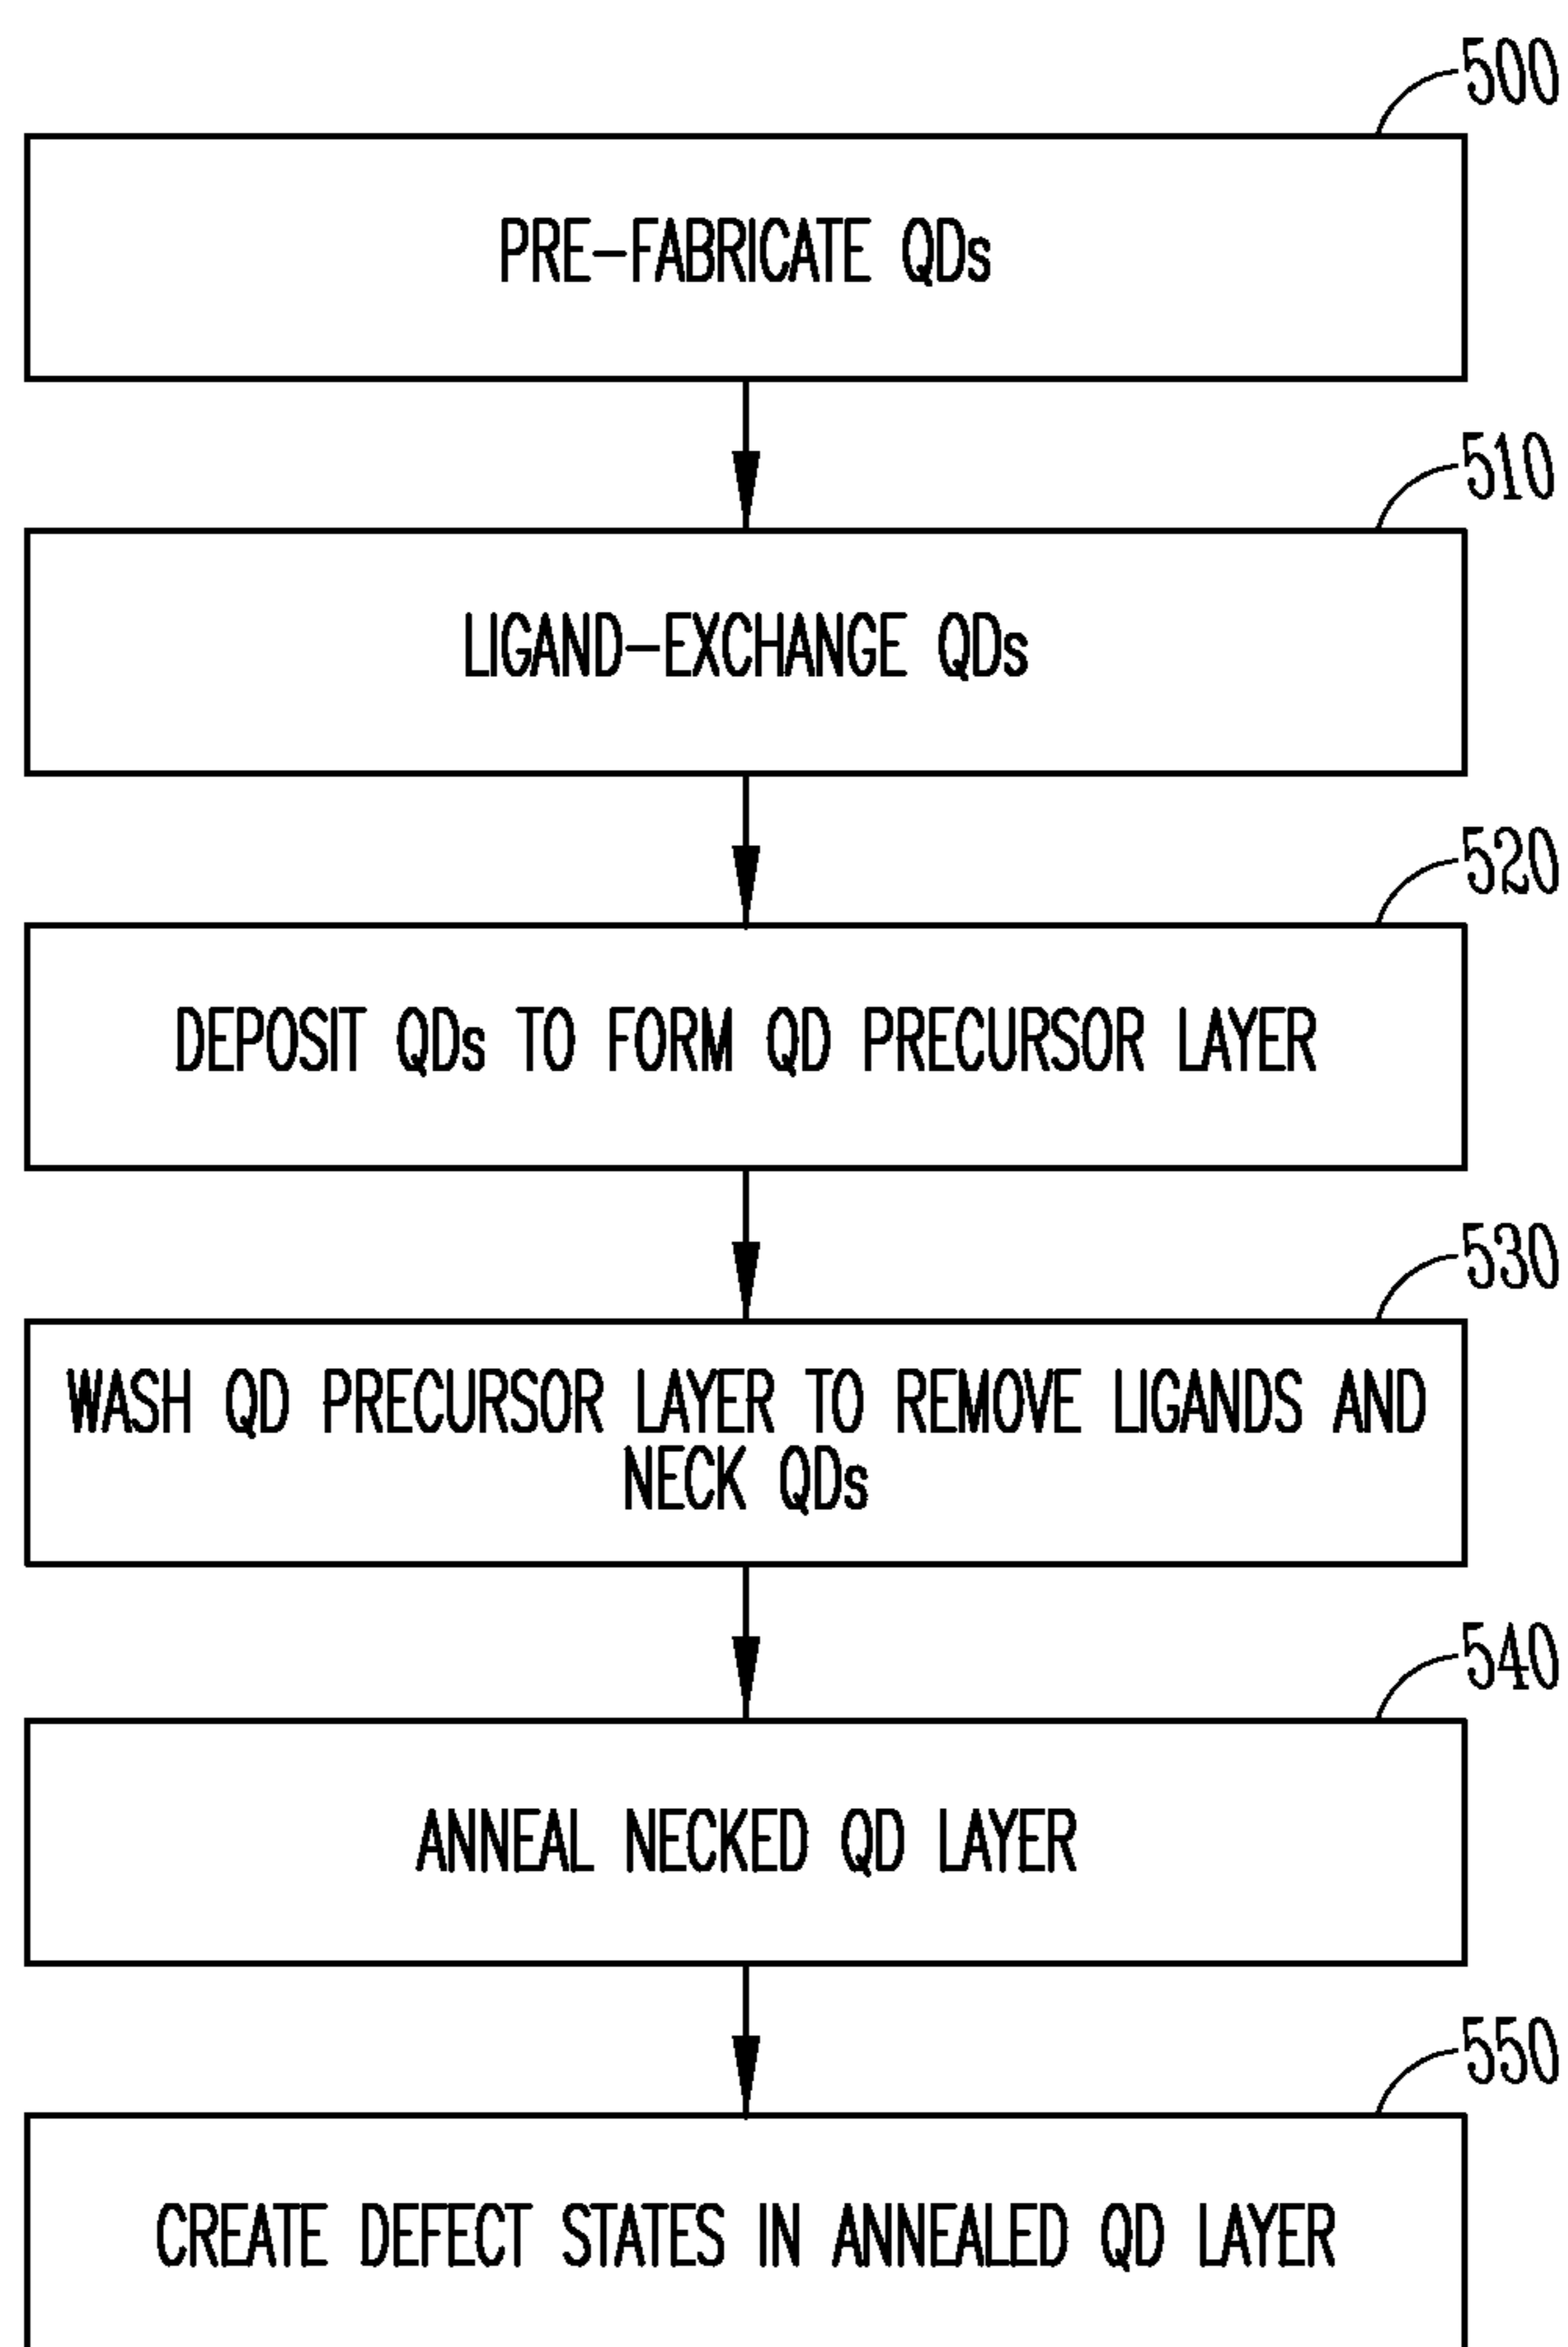 500
PRE-FABRICATE QDs
510
LIGAND-EXCHANGE QDs
520
DEPOSIT QDs TO FORM QD PRECURSOR LAYER
530
WASH QD PRECURSOR LAYER TO REMOVE LIGANDS AND
NECK QDs
540
ANNEAL NECKED QD LAYER
550
CREATE DEFECT STATES IN ANNEALED QD LAYER